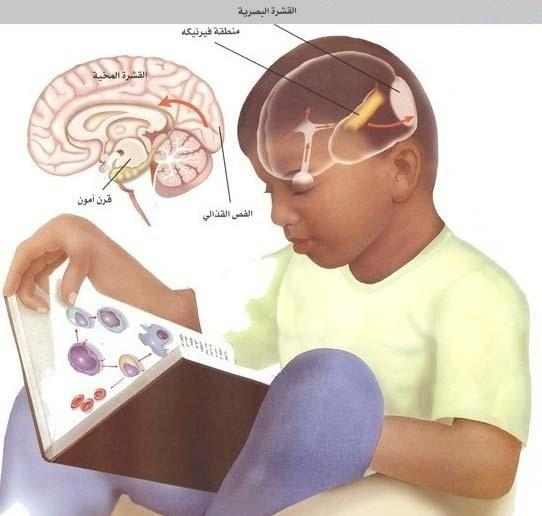 القشرة البصرية
منطقة فيرنيكه
القشرة المخية
قرن آمون
الفص القذالي